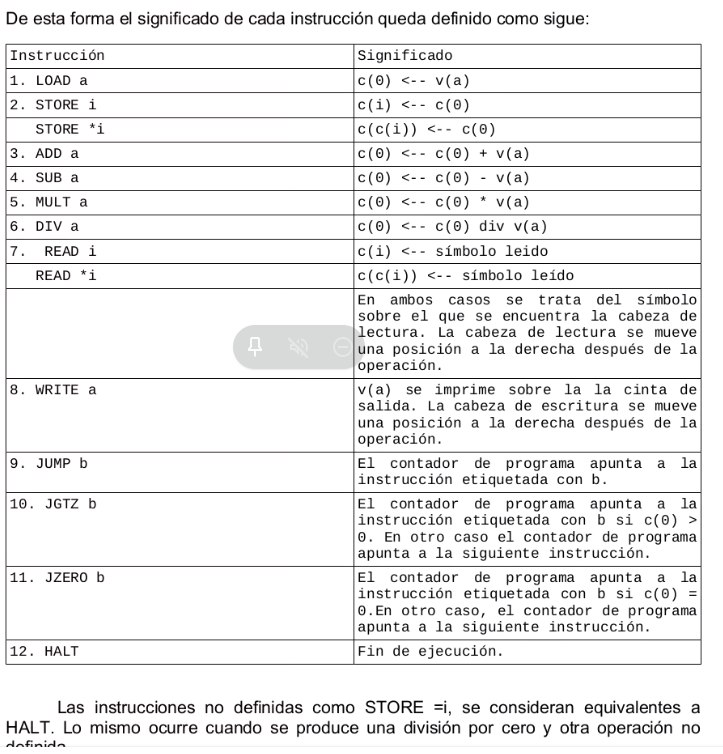 De esta forma el significado de cada instrucción queda definido como sigue:
Instrucción Significado
1. LOAD a c(0) <-- v(a)
2. STORE i c(i) <-- c(0)
STORE *i c(c(i)) <-- c(0)
3. ADD a c(0) <-- c(0) + v(a)
4. SUB a c(0) <-- c(0) - v(a)
5. MULT a c(0) <-- c(0) * v(a)
6. DIV a c(0) <-- c(0) div v(a)
7. READ i c(i) <-- símbolo leido
READ *i c(c(i)) <-- símbolo leído
En ambos casos se trata del símbolo
sobre el que se encuentra la cabeza de
lectura. La cabeza de lectura se mueve
una posición a la derecha después de la
operación.
8. WRITE a v(a) se imprime sobre la la cinta de
salida. La cabeza de escritura se mueve
una posición a la derecha después de la
operación.
9. JUMP b El contador de programa apunta a la
instrucción etiquetada con b.
10. JGTZ b El contador de programa apunta a la
instrucción etiquetada con b si c(0) >
0. En otro caso el contador de programa
apunta a la siguiente instrucción.
11. JZERO b El contador de programa apunta a la
instrucción etiquetada con b si c(0) =
0.En otro caso, el contador de programa
apunta a la siguiente instrucción.
12. HALT Fin de ejecución.
Las instrucciones no definidas como STORE =i, se consideran equivalentes a
HALT. Lo mismo ocurre cuando se produce una división por cero y otra operación no